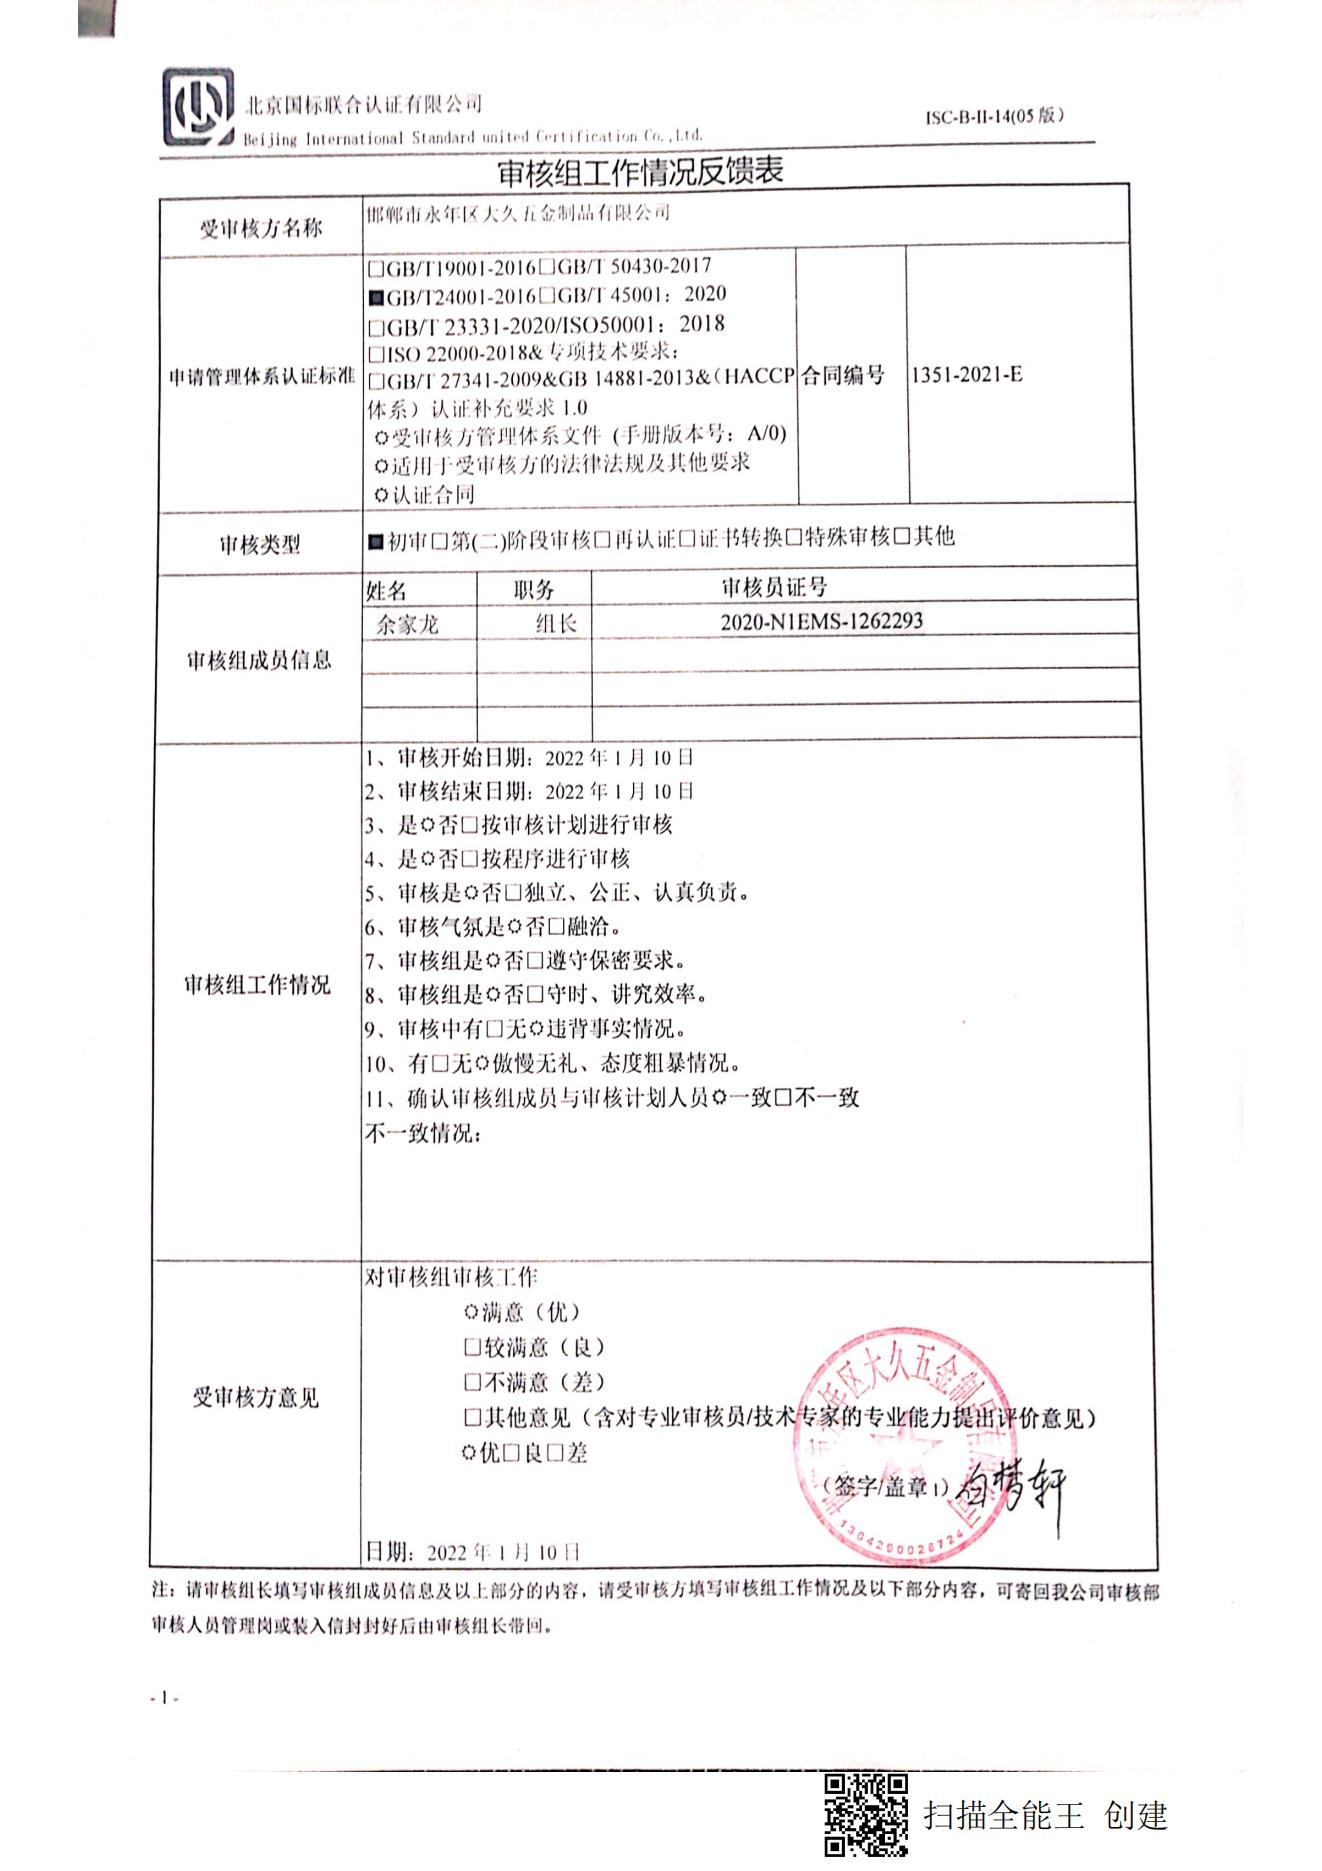 北京国标联合认证有限公司
Beijing International Standard united Certification Co.,Ltd.
ISC-B-II-14(05版)
审核组工作情况反馈表
受审核方名称
邯郸市永年区大久五金制品有限公司
申请管理体系认证标准
□GB/T19001-2016□GB/T 50430-2017
■GB/T24001-2016□GB/T 45001：2020
□GB/T 23331-2020/ISO50001：2018
□ISO 22000-2018&专项技术要求：
□GB/T 27341-2009&GB 14881-2013&（HACCP
体系）认证补充要求 1.0
✩受审核方管理体系文件 (手册版本号：A/0)
✩适用于受审核方的法律法规及其他要求
✩认证合同
合同编号
1351-2021-E
审核类型
■初审□第(二)阶段审核□再认证□证书转换□特殊审核□其他
审核组成员信息
姓名 职务 审核员证号
余家龙 组长 2020-N1EMS-1262293
审核组工作情况
1、审核开始日期：2022 年 1 月 10 日
2、审核结束日期：2022 年 1 月 10 日
3、是✩否□按审核计划进行审核
4、是✩否□按程序进行审核
5、审核是✩否□独立、公正、认真负责。
6、审核气氛是✩否□融洽。
7、审核组是✩否□遵守保密要求。
8、审核组是✩否□守时、讲究效率。
9、审核中有□无✩违背事实情况。
10、有□无✩傲慢无礼、态度粗暴情况。
11、确认审核组成员与审核计划人员✩一致□不一致
不一致情况：
受审核方意见
对审核组审核工作
✩满意（优）
□较满意（良）
□不满意（差）
□其他意见（含对专业审核员/技术专家的专业能力提出评价意见）
✩优□良□差
（签字/盖章）白梦轩
日期：2022 年 1 月 10 日
注：请审核组长填写审核组成员信息及以上部分的内容，请受审核方填写审核组工作情况及以下部分内容，可寄回我公司审核部
审核人员管理岗或装入信封封好后由审核组长带回。
- 1 -
扫描全能王 创建